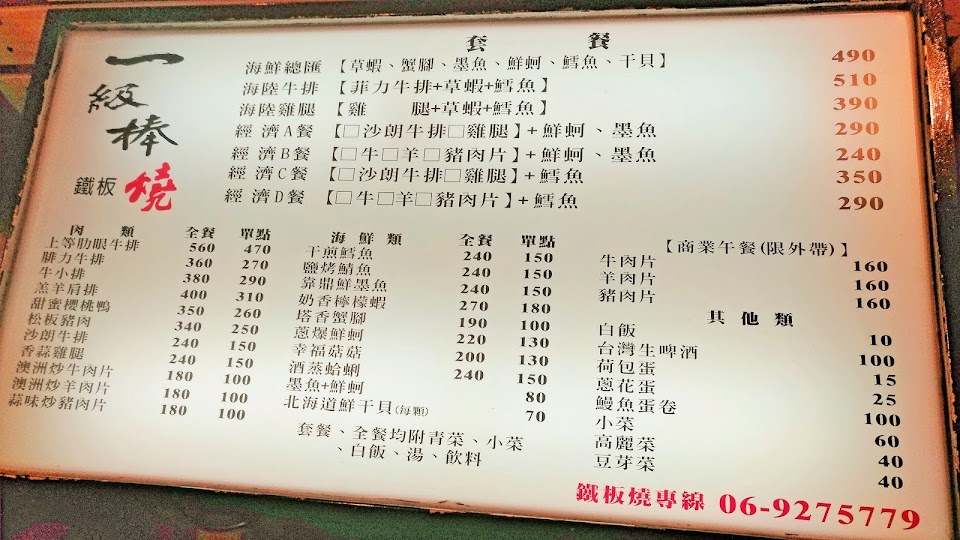 一級棒
鐵板燒
套餐
海鮮總匯【草蝦、蟹腳、墨魚、鮮蚵、鱈魚、干貝】 490
海陸牛排【菲力牛排+草蝦+鱈魚】 510
海陸雞腿【雞 腿+草蝦+鱈魚】 390
經濟A餐【□沙朗牛排□雞腿】+鮮蚵、墨魚 290
經濟B餐【□牛□羊□豬肉片】+鮮蚵、墨魚 240
經濟C餐【□沙朗牛排□雞腿】+鱈魚 350
經濟D餐【□牛□羊□豬肉片】+鱈魚 290
肉類 全餐 單點
上等肋眼牛排 560 470
腓力牛排 360 270
牛小排 380 290
羔羊肩排 400 310
甜蜜櫻桃鴨 350 260
松板豬肉 340 250
沙朗牛排 240 150
香蒜雞腿 240 150
澳洲炒牛肉片 180 100
澳洲炒羊肉片 180 100
蒜味炒豬肉片 180 100
海鮮類 全餐 單點
干煎鱈魚 240 150
鹽烤鯖魚 240 150
靠鼎鮮墨魚 240 150
奶香檸檬蝦 270 180
塔香蟹腳 190 100
蔥爆鮮蚵 220 130
幸福菇菇 200 130
酒蒸蛤蜊 240 150
墨魚+鮮蚵 80
北海道鮮干貝(每顆) 70
套餐、全餐均附青菜、小菜
、白飯、湯、飲料
【商業午餐(限外帶)】
牛肉片 160
羊肉片 160
豬肉片 160
其他類
白飯 10
台灣生啤酒 100
荷包蛋 15
蔥花蛋 25
鰻魚蛋卷 100
小菜 60
高麗菜 40
豆芽菜 40
鐵板燒專線 06-9275779